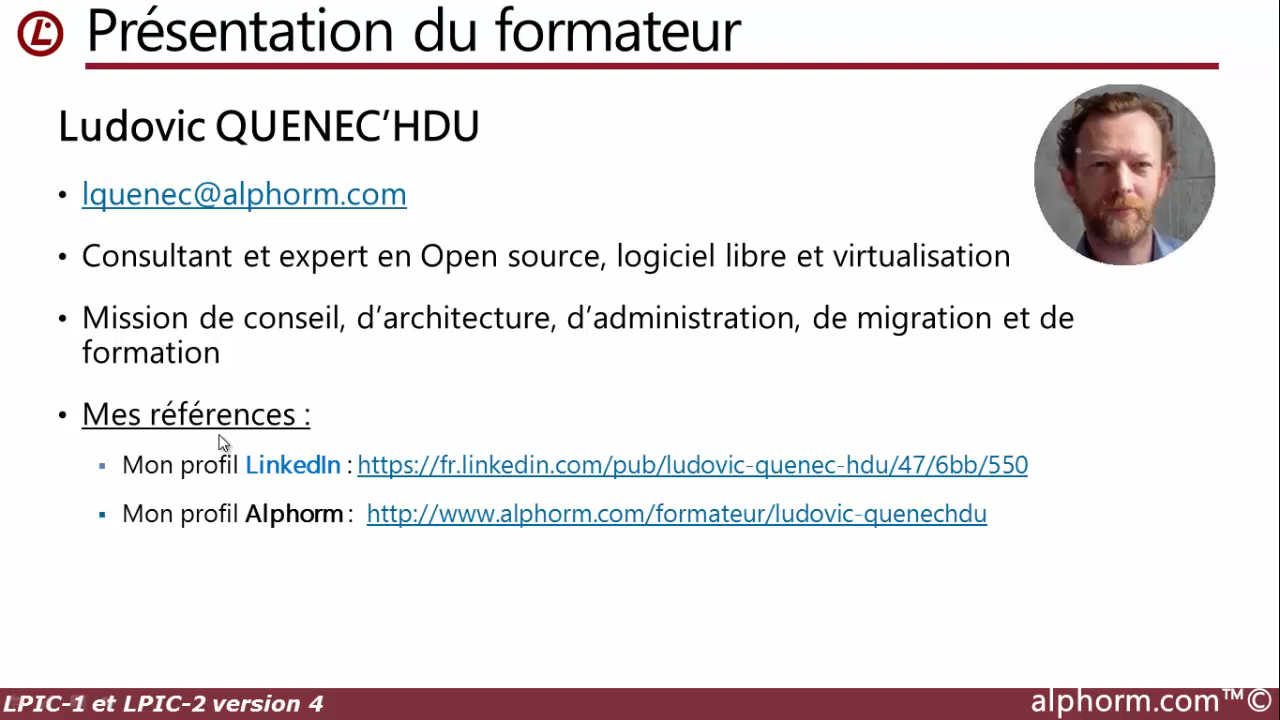 L Présentation du formateur
Ludovic QUENEC’HDU
• lquenec@alphorm.com
• Consultant et expert en Open source, logiciel libre et virtualisation
• Mission de conseil, d’architecture, d’administration, de migration et de
formation
• Mes références :
▪ Mon profil LinkedIn : https://fr.linkedin.com/pub/ludovic-quenec-hdu/47/6bb/550
▪ Mon profil Alphorm : http://www.alphorm.com/formateur/ludovic-quenechdu
LPIC-1 et LPIC-2 version 4
alphorm.com™©